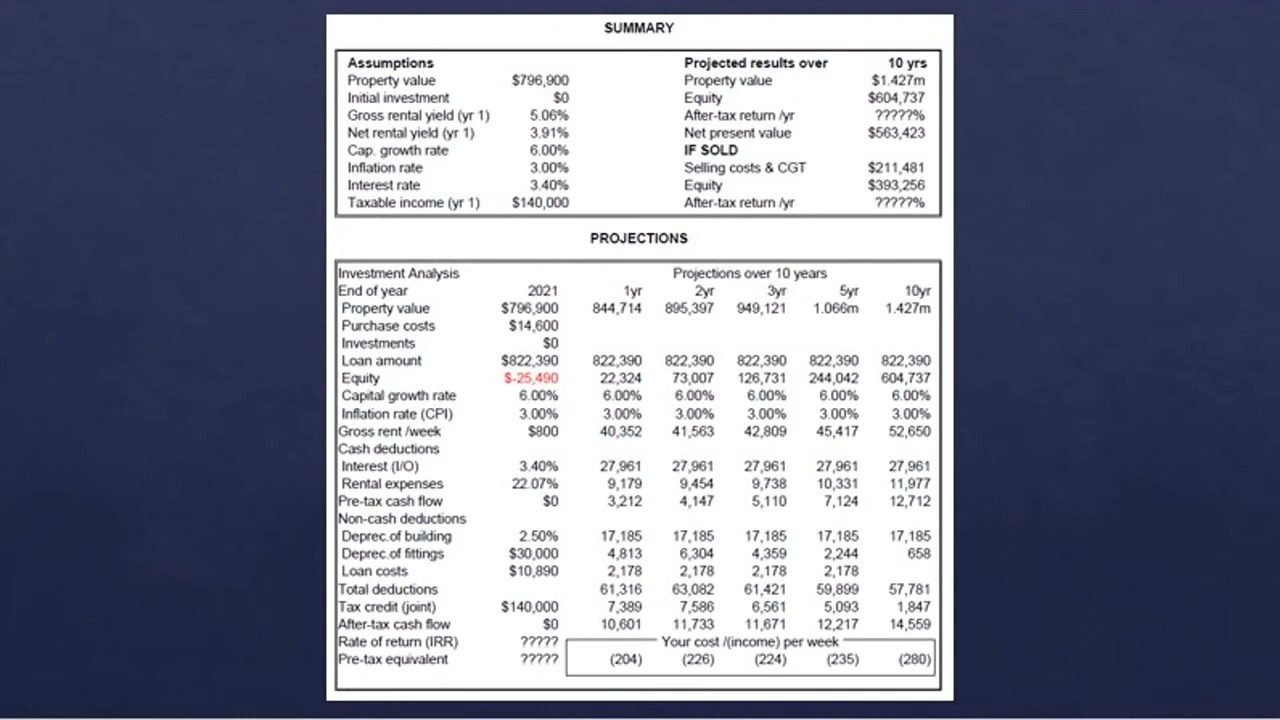 SUMMARY
Assumptions Projected results over 10 yrs
Property value $796,900 Property value $1.427m
Initial investment $0 Equity $604,737
Gross rental yield (yr 1) 5.06% After-tax return /yr ?????%
Net rental yield (yr 1) 3.91% Net present value $563,423
Cap. growth rate 6.00% IF SOLD
Inflation rate 3.00% Selling costs & CGT $211,481
Interest rate 3.40% Equity $393,256
Taxable income (yr 1) $140,000 After-tax return /yr ?????%
PROJECTIONS
Investment Analysis Projections over 10 years
End of year 2021 1yr 2yr 3yr 5yr 10yr
Property value $796,900 844,714 895,397 949,121 1.066m 1.427m
Purchase costs $14,600
Investments $0
Loan amount $822,390 822,390 822,390 822,390 822,390 822,390
Equity $-25,490 22,324 73,007 126,731 244,042 604,737
Capital growth rate 6.00% 6.00% 6.00% 6.00% 6.00% 6.00%
Inflation rate (CPI) 3.00% 3.00% 3.00% 3.00% 3.00% 3.00%
Gross rent /week $800 40,352 41,563 42,809 45,417 52,650
Cash deductions
Interest (I/O) 3.40% 27,961 27,961 27,961 27,961 27,961
Rental expenses 22.07% 9,179 9,454 9,738 10,331 11,977
Pre-tax cash flow $0 3,212 4,147 5,110 7,124 12,712
Non-cash deductions
Deprec.of building 2.50% 17,185 17,185 17,185 17,185 17,185
Deprec.of fittings $30,000 4,813 6,304 4,359 2,244 658
Loan costs $10,890 2,178 2,178 2,178 2,178
Total deductions 61,316 63,082 61,421 59,899 57,781
Tax credit (joint) $140,000 7,389 7,586 6,561 5,093 1,847
After-tax cash flow $0 10,601 11,733 11,671 12,217 14,559
Rate of return (IRR) ????? Your cost /(income) per week
Pre-tax equivalent ????? (204) (226) (224) (235) (280)